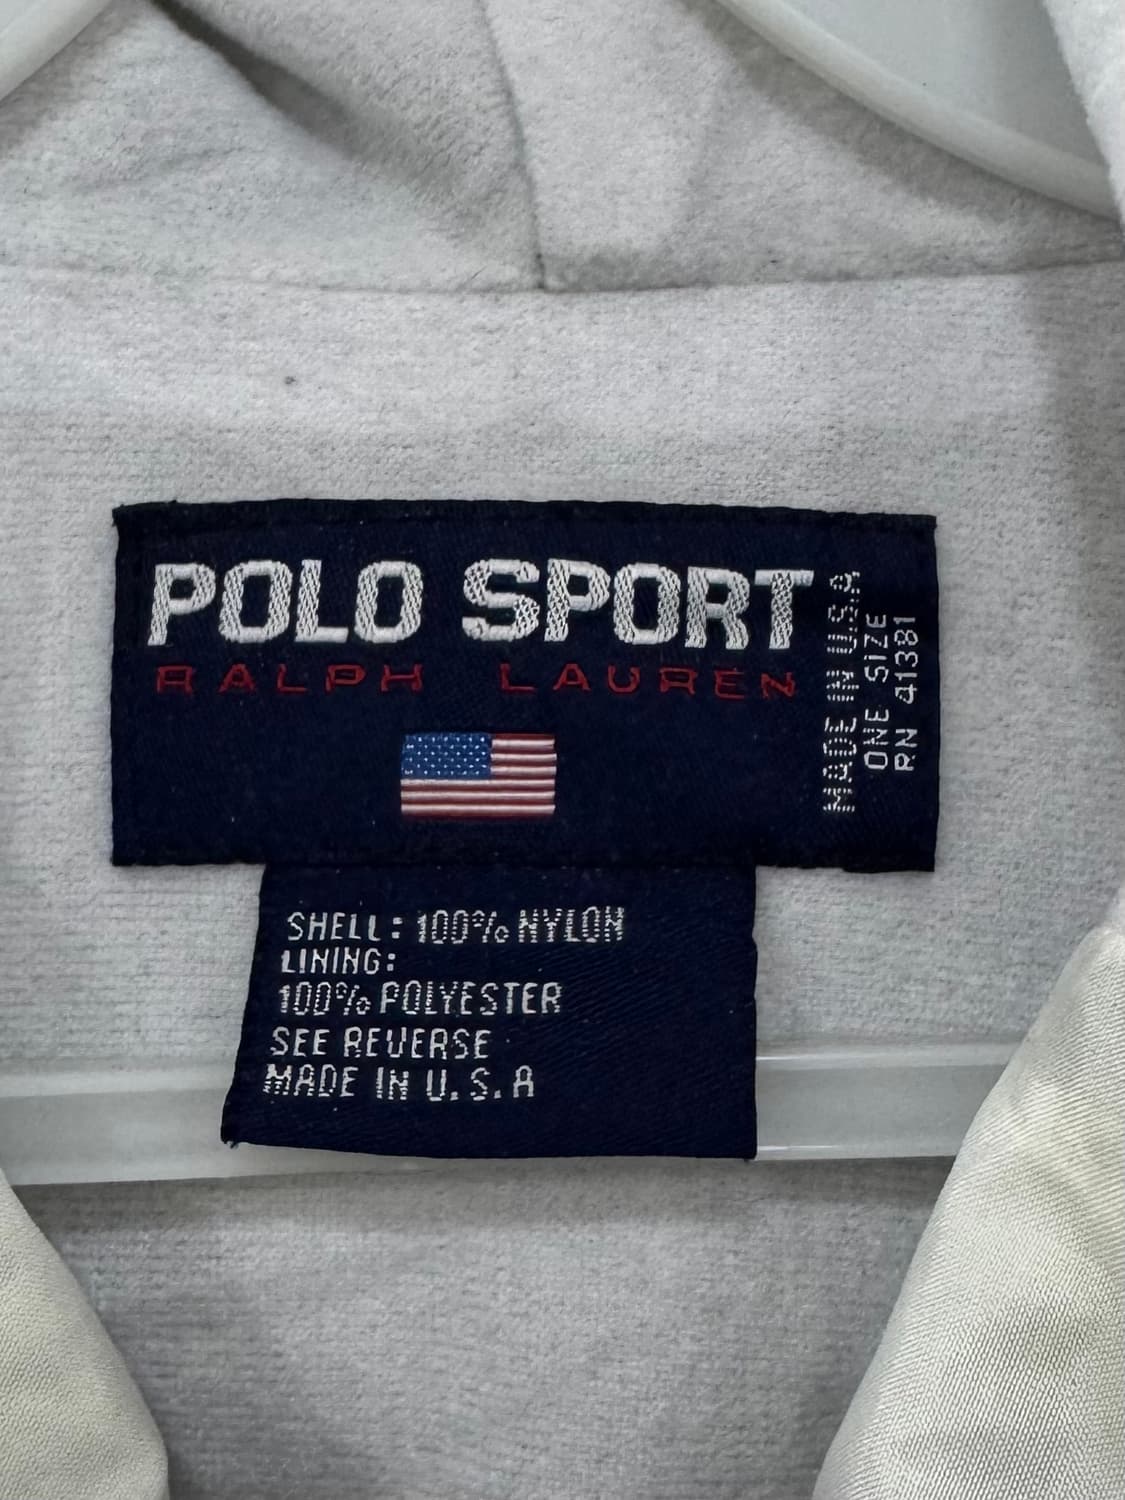 POLO SPORT
RALPH LAUREN
MADE IN U.S.A.
ONE SIZE
RN 41381
SHELL: 100% NYLON
LINING:
100% POLYESTER
SEE REVERSE
MADE IN U.S.A